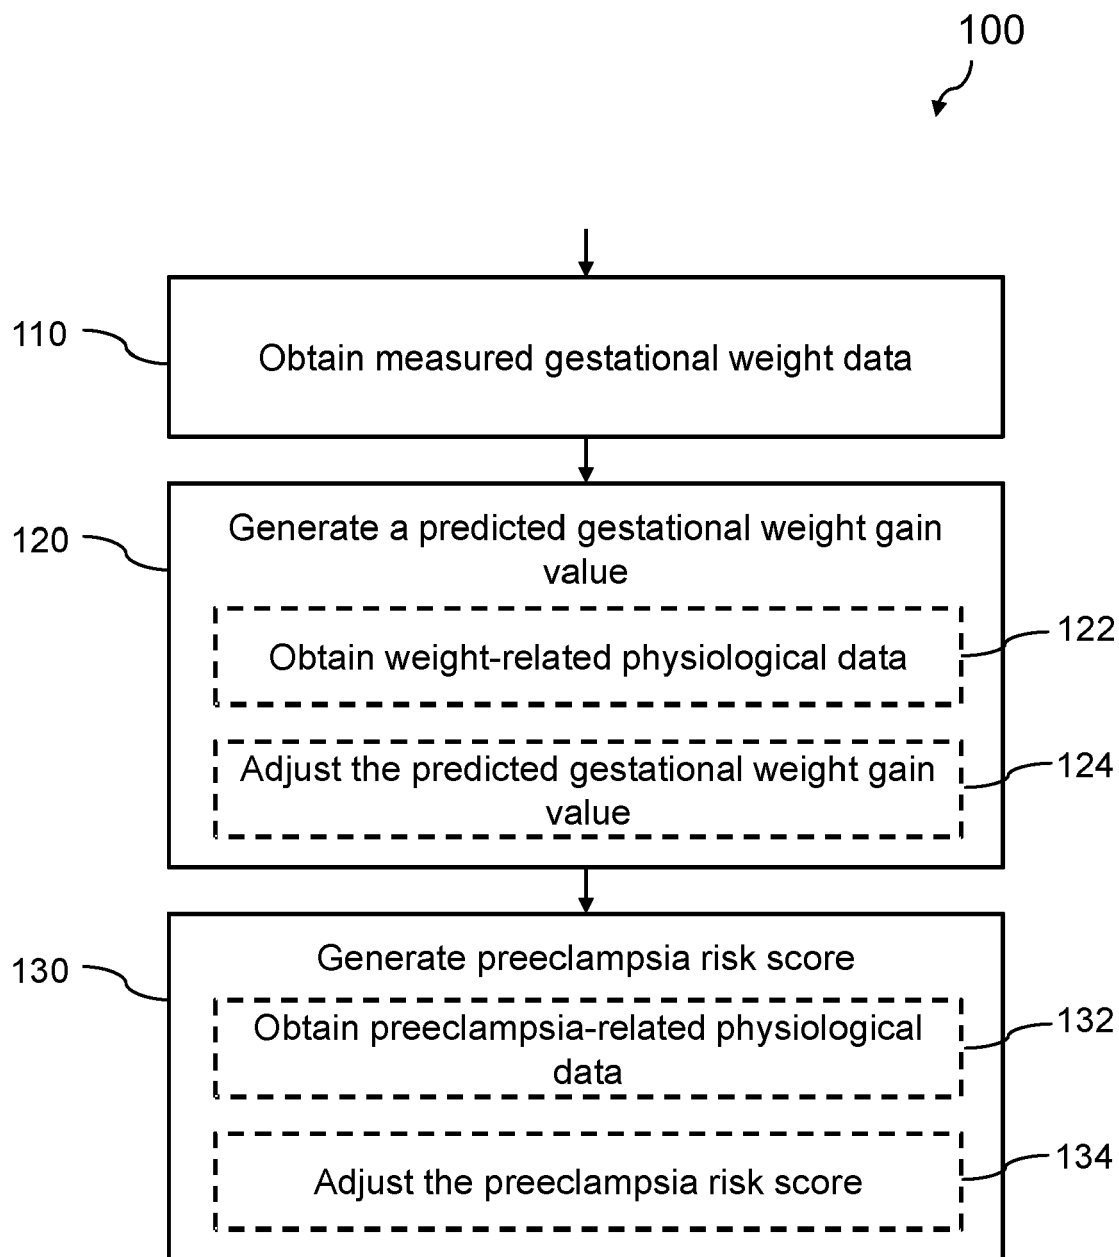 100
110
Obtain measured gestational weight data
120
Generate a predicted gestational weight gain
value
122
Obtain weight-related physiological data
124
Adjust the predicted gestational weight gain
value
130
Generate preeclampsia risk score
132
Obtain preeclampsia-related physiological
data
134
Adjust the preeclampsia risk score